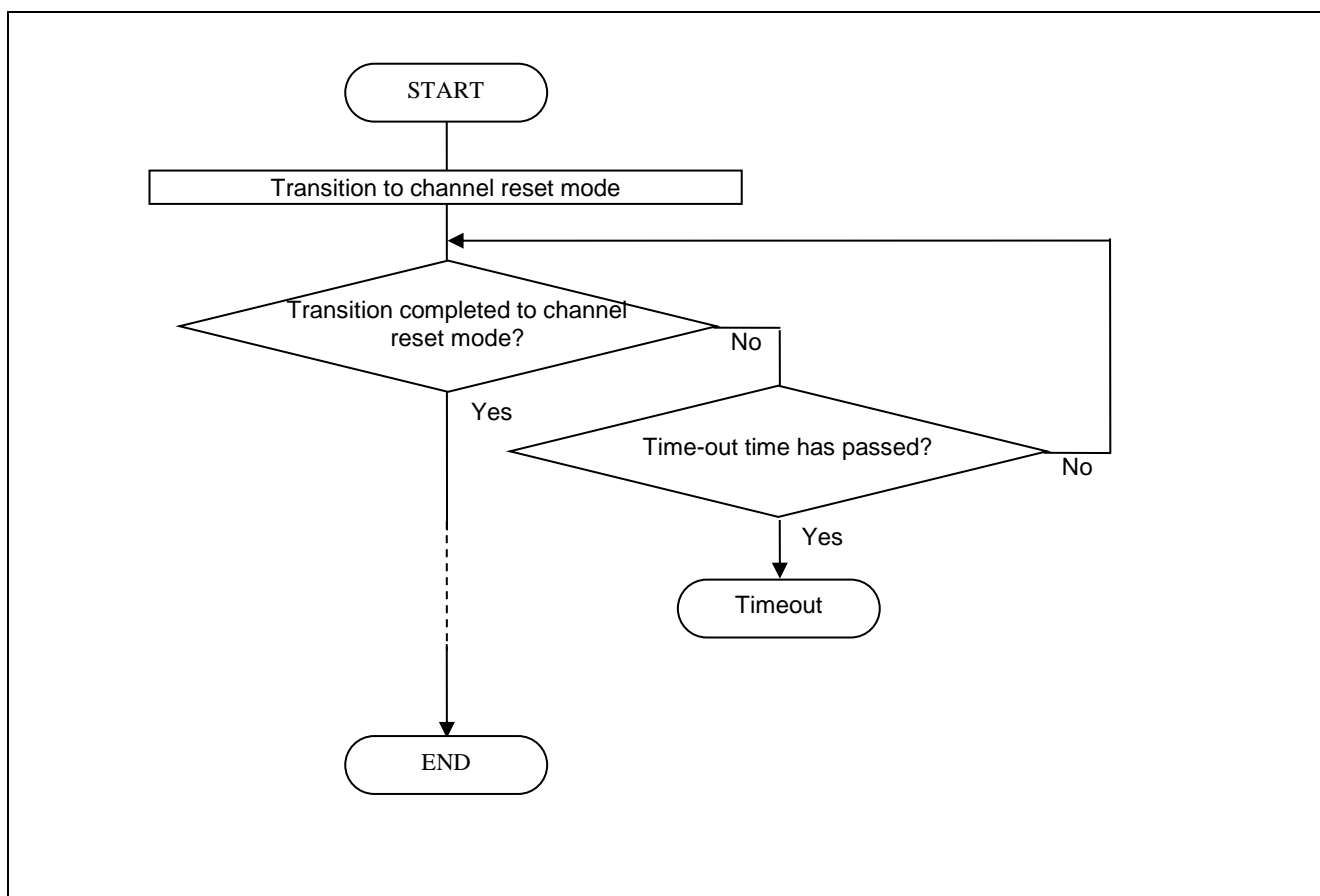 START
Transition to channel reset mode
Transition completed to channel
reset mode?
No
Yes
Time-out time has passed?
No
Yes
Timeout
END